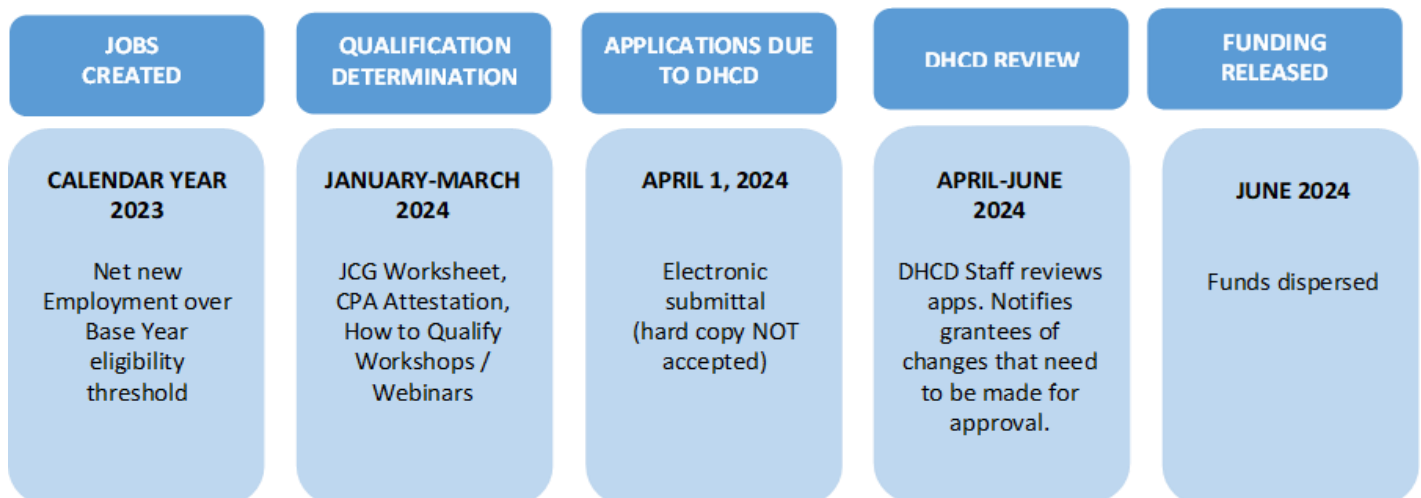 JOBS
CREATED
QUALIFICATION
DETERMINATION
APPLICATIONS DUE
TO DHCD
DHCD REVIEW
FUNDING
RELEASED
CALENDAR YEAR
2023
Net new
Employment over
Base Year
eligibility
threshold
JANUARY-MARCH
2024
JCG Worksheet,
CPA Attestation,
How to Qualify
Workshops /
Webinars
APRIL 1, 2024
Electronic
submittal
(hard copy NOT
accepted)
APRIL-JUNE
2024
DHCD Staff reviews
apps. Notifies
grantees of
changes that need
to be made for
approval.
JUNE 2024
Funds dispersed